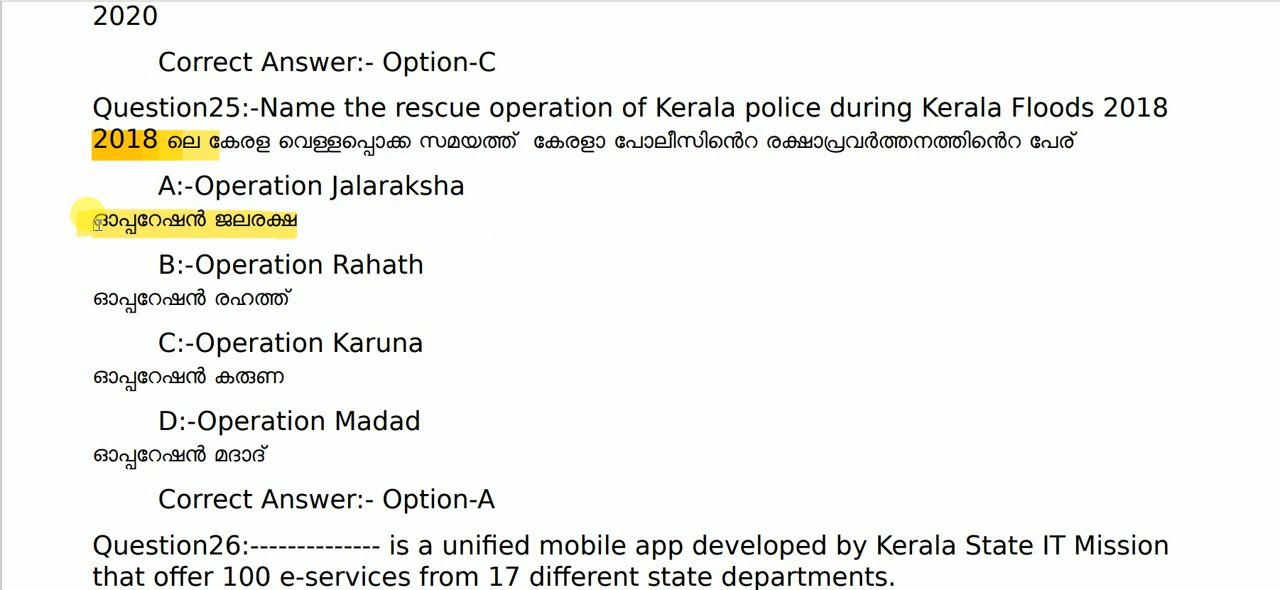 2020
Correct Answer:- Option-C
Question25:-Name the rescue operation of Kerala police during Kerala Floods 2018
2018 ലെ കേരള വെള്ളപ്പൊക്ക സമയത്ത് കേരളാ പോലീസിൻെറ രക്ഷാപ്രവർത്തനത്തിൻെറ പേര്
A:-Operation Jalaraksha
ഓപ്പറേഷൻ ജലരക്ഷ
B:-Operation Rahath
ഓപ്പറേഷൻ രഹത്ത്
C:-Operation Karuna
ഓപ്പറേഷൻ കരുണ
D:-Operation Madad
ഓപ്പറേഷൻ മദാദ്
Correct Answer:- Option-A
Question26:-------------- is a unified mobile app developed by Kerala State IT Mission
that offer 100 e-services from 17 different state departments.